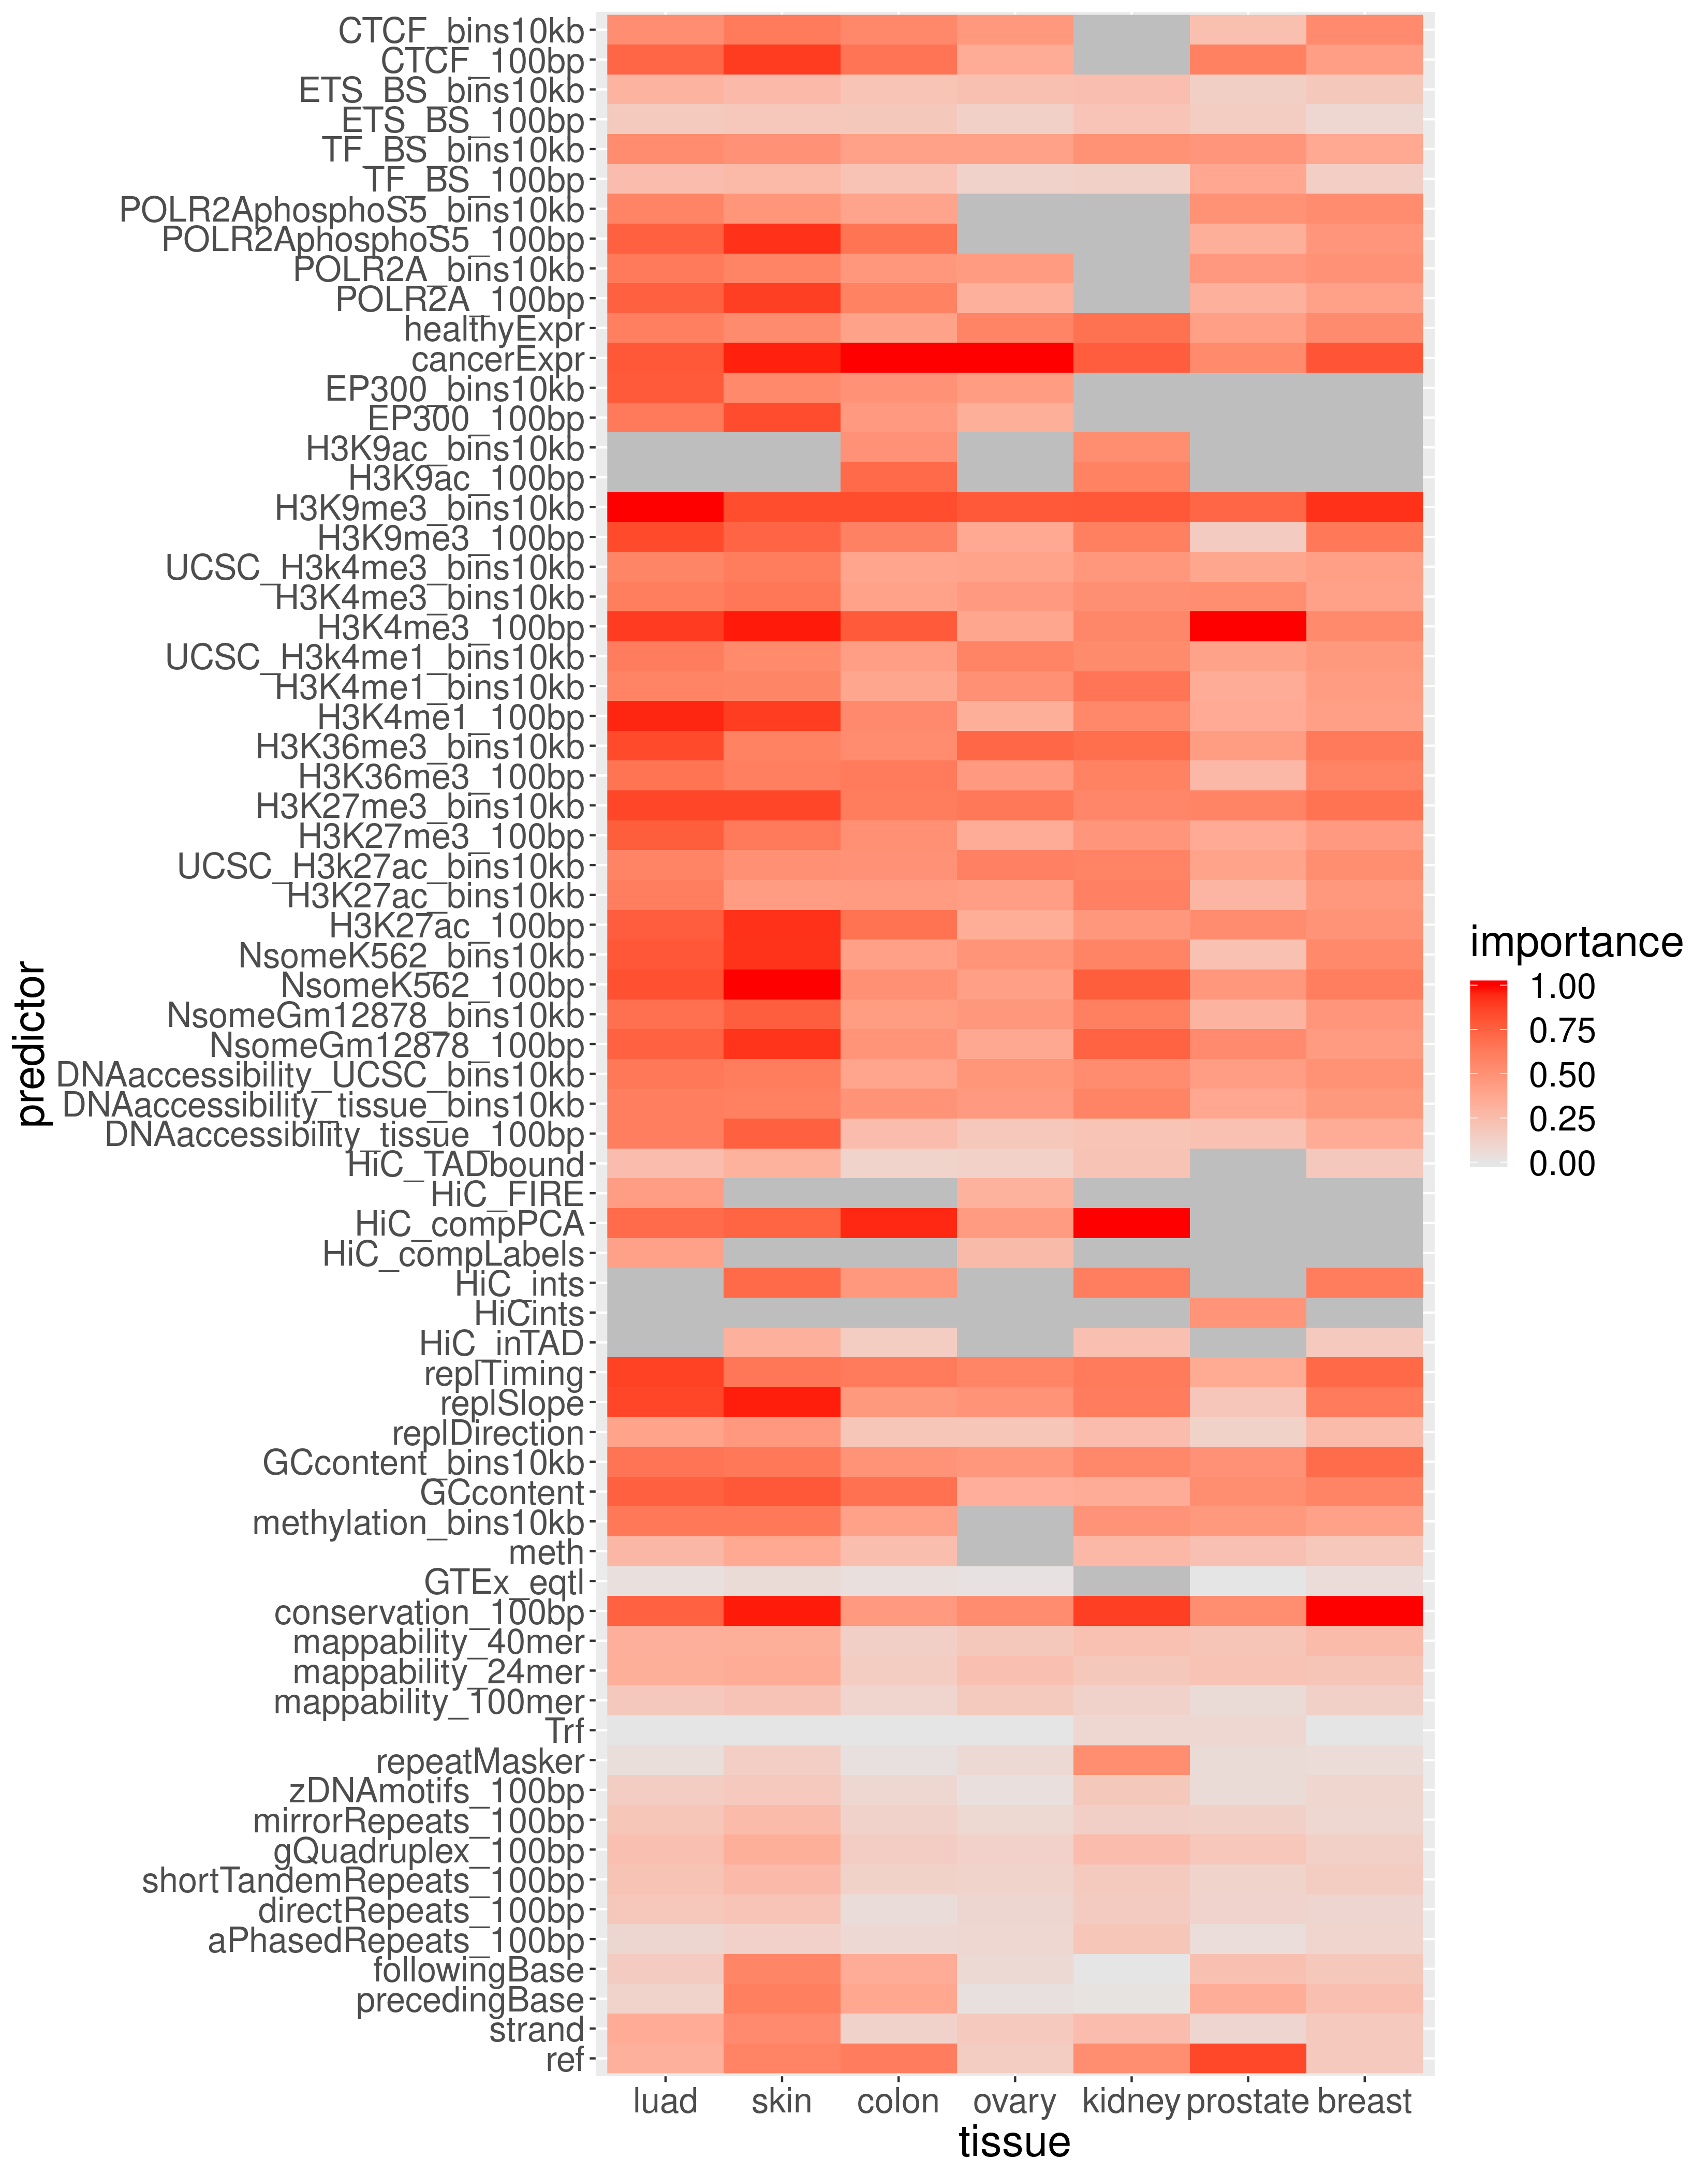 CTCF_bins10kb
CTCF_100bp
ETS_BS_bins10kb
ETS_BS_100bp
TF_BS_bins10kb
TF_BS_100bp
POLR2AphosphoS5_bins10kb
POLR2AphosphoS5_100bp
POLR2A_bins10kb
POLR2A_100bp
healthyExpr
cancerExpr
EP300_bins10kb
EP300_100bp
H3K9ac_bins10kb
H3K9ac_100bp
H3K9me3_bins10kb
H3K9me3_100bp
UCSC_H3k4me3_bins10kb
H3K4me3_bins10kb
H3K4me3_100bp
UCSC_H3k4me1_bins10kb
H3K4me1_bins10kb
H3K4me1_100bp
H3K36me3_bins10kb
H3K36me3_100bp
H3K27me3_bins10kb
H3K27me3_100bp
UCSC_H3k27ac_bins10kb
H3K27ac_bins10kb
H3K27ac_100bp
NsomeK562_bins10kb
NsomeK562_100bp
NsomeGm12878_bins10kb
NsomeGm12878_100bp
DNAaccessibility_UCSC_bins10kb
DNAaccessibility_tissue_bins10kb
DNAaccessibility_tissue_100bp
HiC_TADbound
HiC_FIRE
HiC_compPCA
HiC_compLabels
HiC_ints
HiCints
HiC_inTAD
replTiming
replSlope
replDirection
GCcontent_bins10kb
GCcontent
methylation_bins10kb
meth
GTEx_eqtl
conservation_100bp
mappability_40mer
mappability_24mer
mappability_100mer
Trf
repeatMasker
zDNAmotifs_100bp
mirrorRepeats_100bp
gQuadruplex_100bp
shortTandemRepeats_100bp
directRepeats_100bp
aPhasedRepeats_100bp
followingBase
precedingBase
strand
ref
predictor
luad skin colon ovary kidney prostate breast
tissue
importance
1.00
0.75
0.50
0.25
0.00